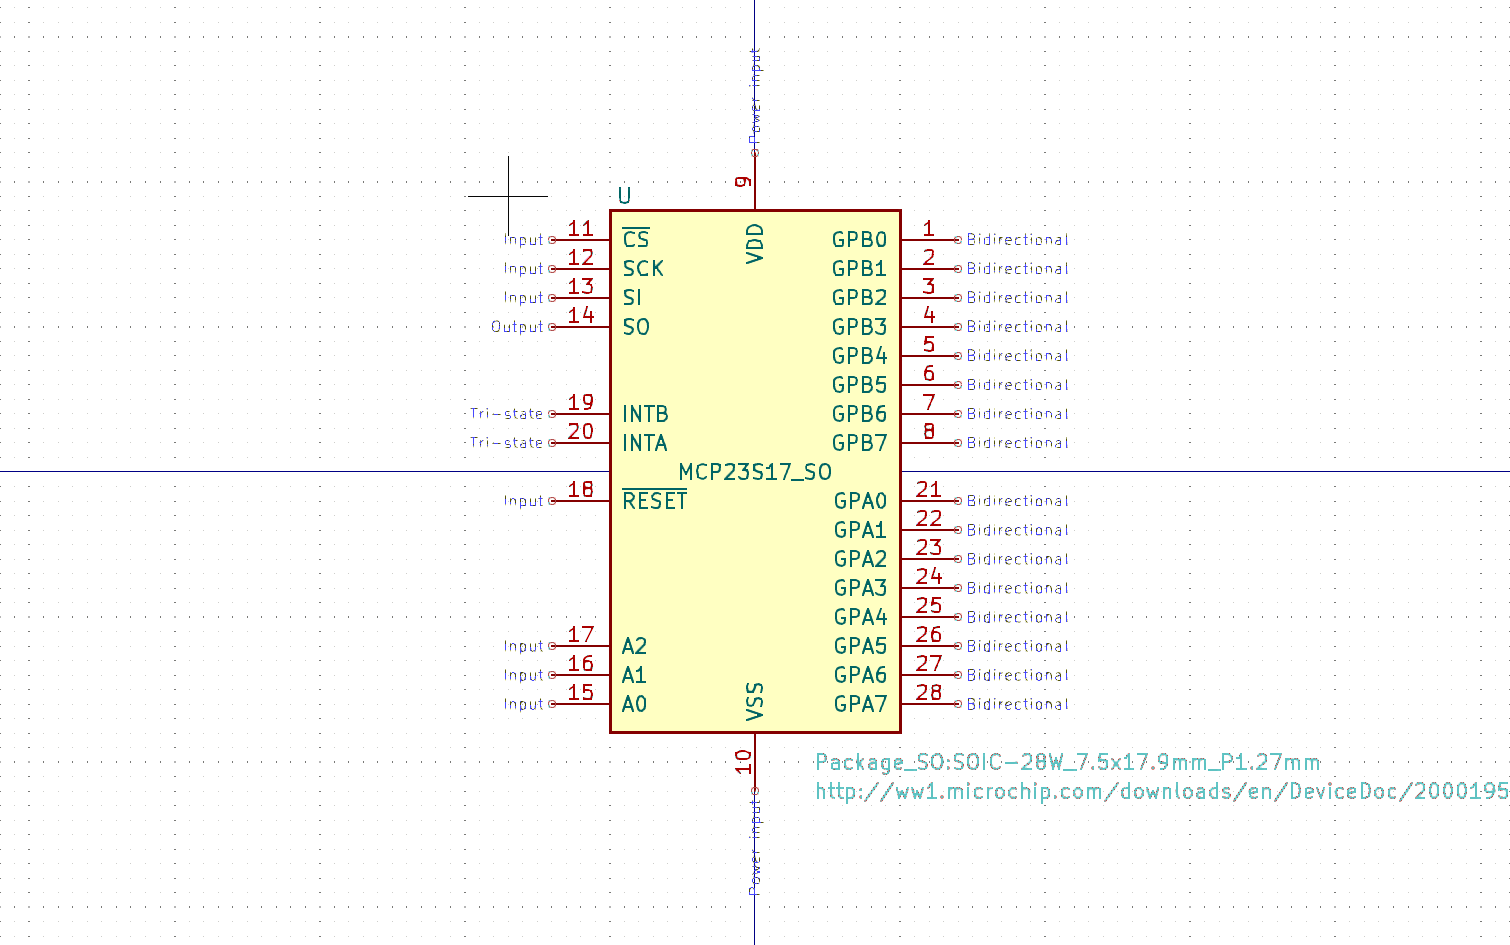 Power input
9
U
VDD
Input 11 CS GPB0 1 Bidirectional
Input 12 SCK GPB1 2 Bidirectional
Input 13 SI GPB2 3 Bidirectional
Output 14 SO GPB3 4 Bidirectional
GPB4 5 Bidirectional
GPB5 6 Bidirectional
Tri-state 19 INTB GPB6 7 Bidirectional
Tri-state 20 INTA GPB7 8 Bidirectional
MCP23S17_SO
Input 18 RESET GPA0 21 Bidirectional
GPA1 22 Bidirectional
GPA2 23 Bidirectional
GPA3 24 Bidirectional
GPA4 25 Bidirectional
Input 17 A2 GPA5 26 Bidirectional
Input 16 A1 GPA6 27 Bidirectional
Input 15 A0 GPA7 28 Bidirectional
VSS
10
Package_SO:SOIC-28W_7.5x17.9mm_P1.27mm
http://ww1.microchip.com/downloads/en/DeviceDoc/2000195
Power input